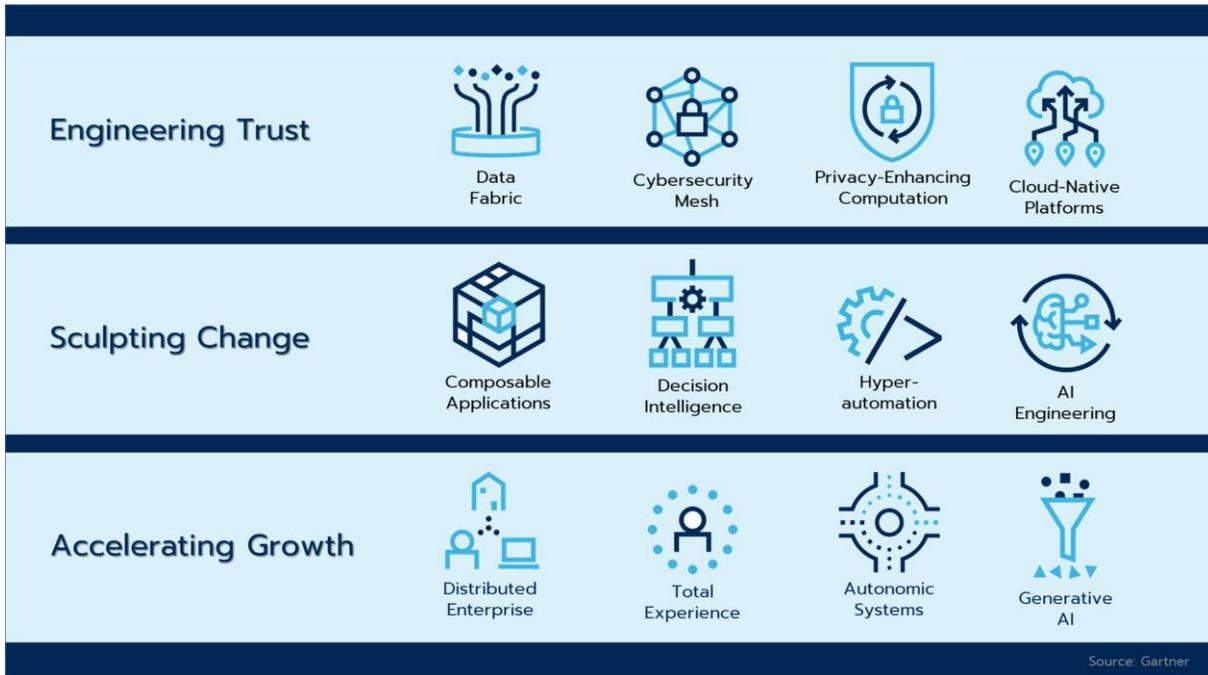 Engineering Trust
Data
Fabric
Cybersecurity
Mesh
Privacy-Enhancing
Computation
Cloud-Native
Platforms
Sculpting Change
Composable
Applications
Decision
Intelligence
Hyper-
automation
AI
Engineering
Accelerating Growth
Distributed
Enterprise
Total
Experience
Autonomic
Systems
Generative
AI
Source: Gartner